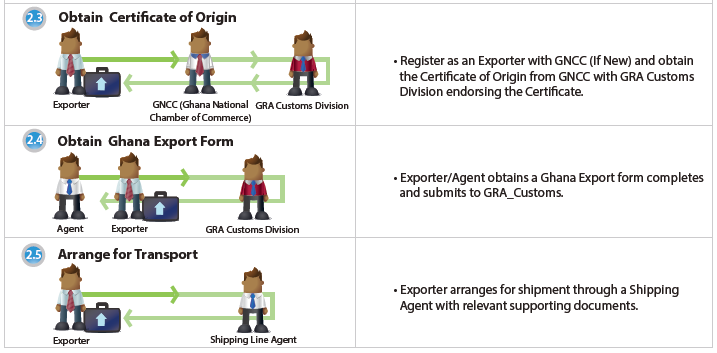 2.3 Obtain Certificate of Origin
Exporter
GNCC (Ghana National
Chamber of Commerce)
GRA Customs Division
• Register as an Exporter with GNCC (If New) and obtain
the Certificate of Origin from GNCC with GRA Customs
Division endorsing the Certificate.
2.4 Obtain Ghana Export Form
Agent
Exporter
GRA Customs Division
• Exporter/Agent obtains a Ghana Export form completes
and submits to GRA_Customs.
2.5 Arrange for Transport
Exporter
Shipping Line Agent
• Exporter arranges for shipment through a Shipping
Agent with relevant supporting documents.